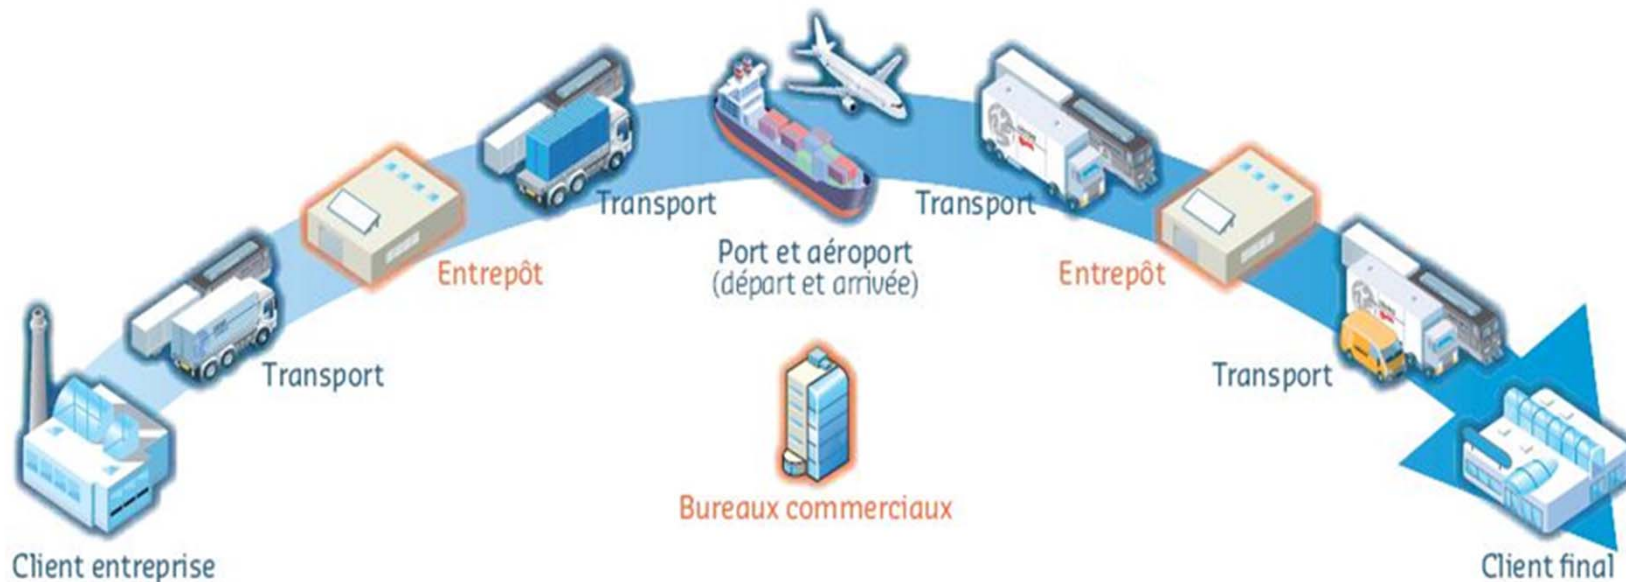 Transport
Transport
Port et aéroport
(départ et arrivée)
Entrepôt
Entrepôt
Transport
Transport
Bureaux commerciaux
Client entreprise
Client final